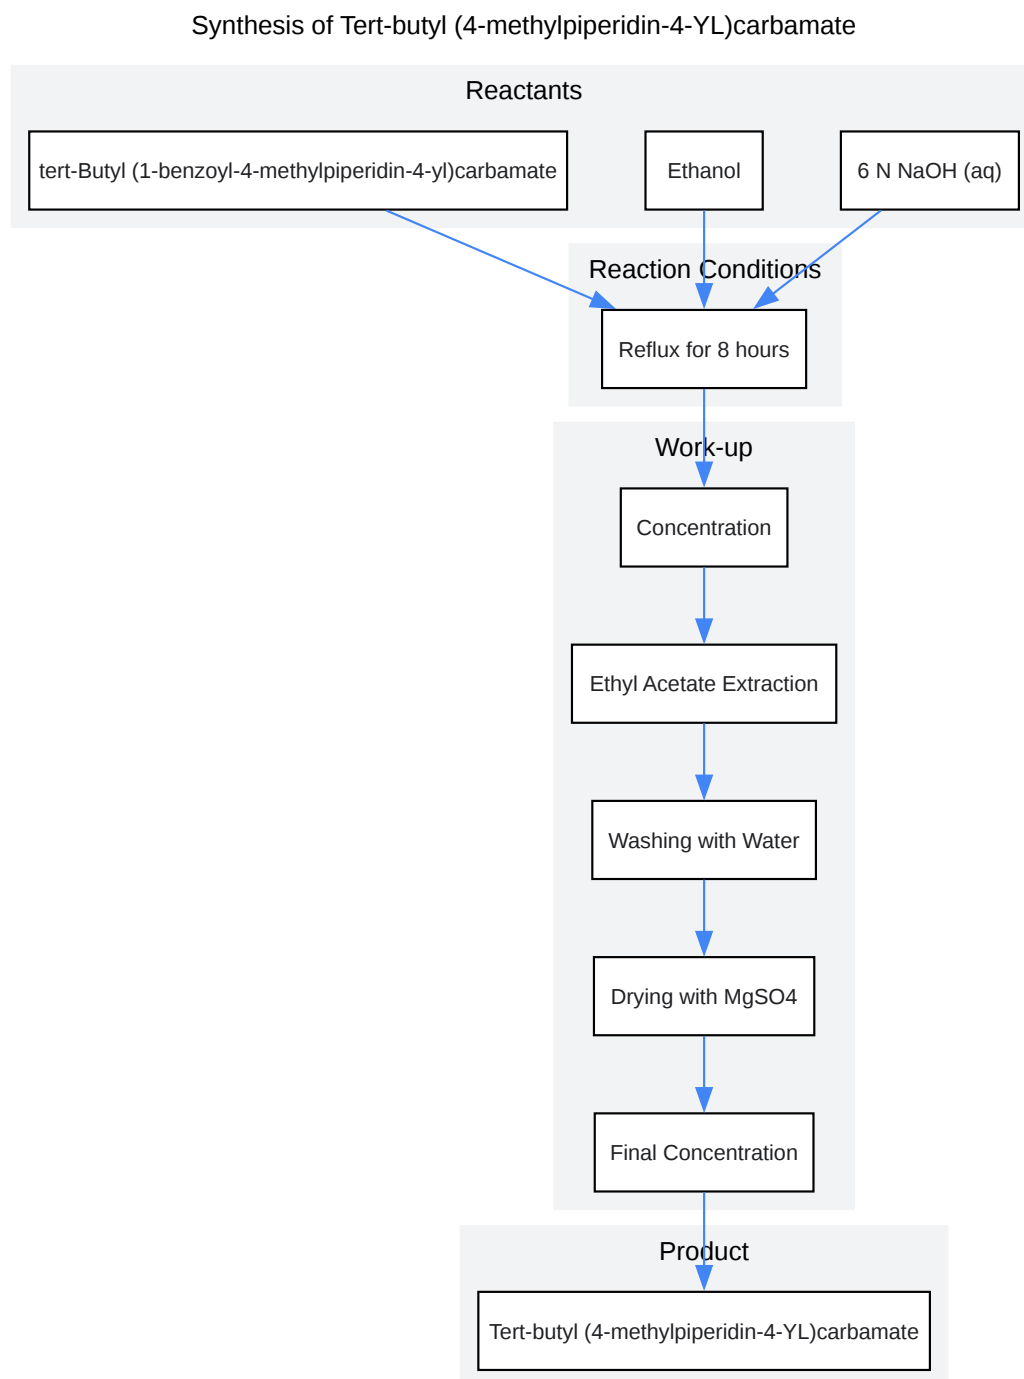 Synthesis of Tert-butyl (4-methylpiperidin-4-YL)carbamate
Reactants
tert-Butyl (1-benzoyl-4-methylpiperidin-4-yl)carbamate
Ethanol
6 N NaOH (aq)
Reaction Conditions
Reflux for 8 hours
Work-up
Concentration
Ethyl Acetate Extraction
Washing with Water
Drying with MgSO4
Final Concentration
Product
Tert-butyl (4-methylpiperidin-4-YL)carbamate